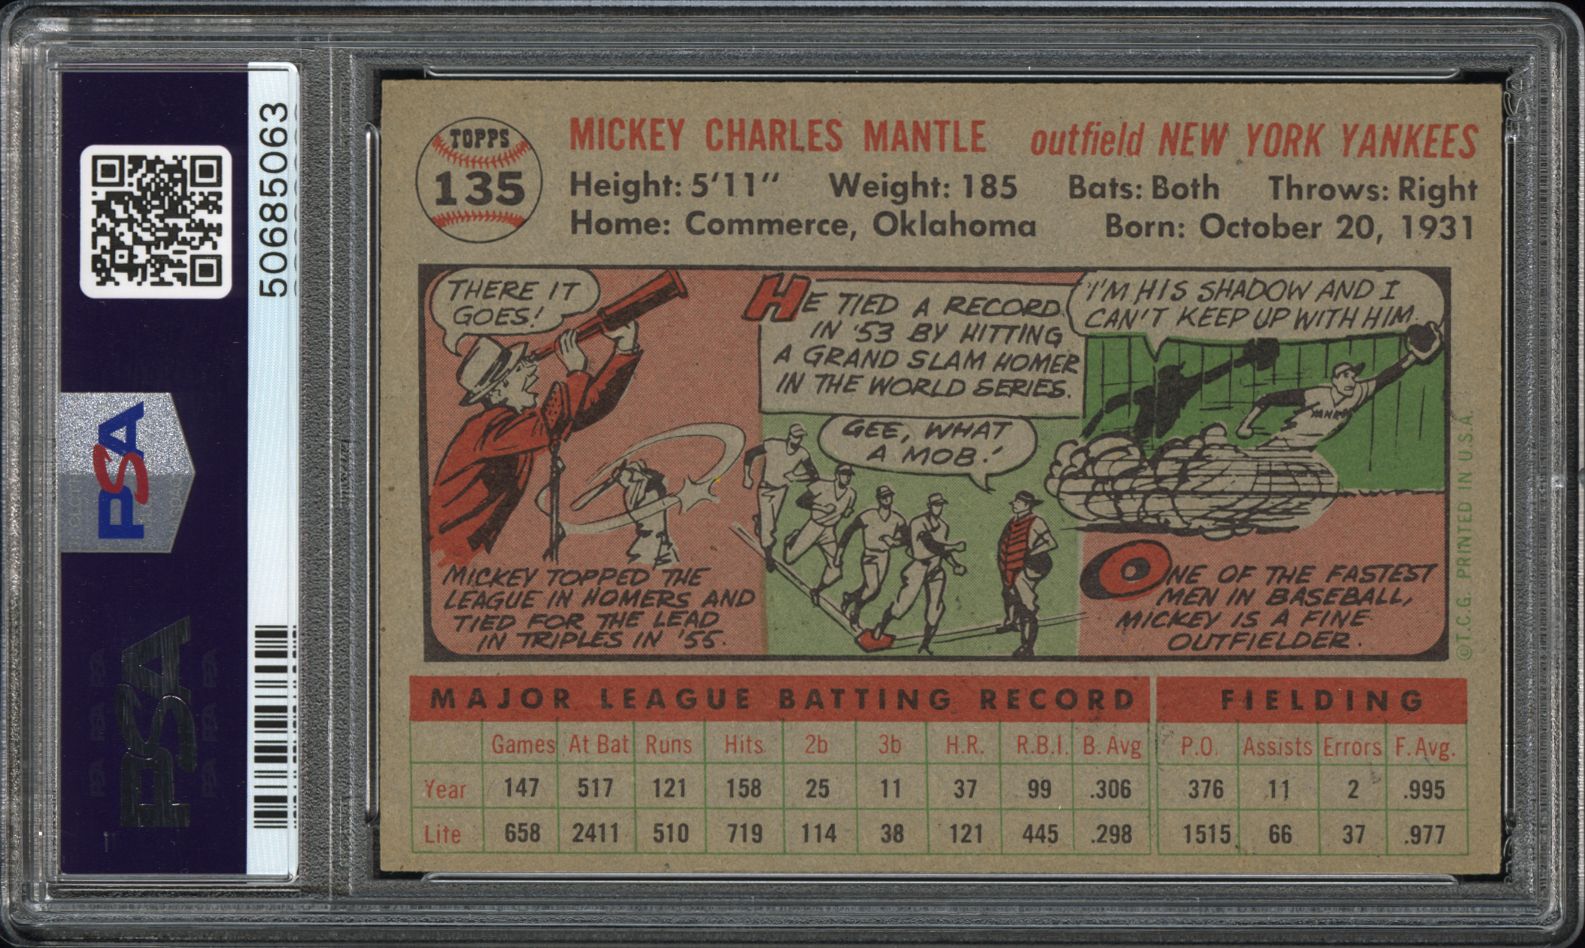 50685063
PSA
PSA
TOPPS
135
MICKEY CHARLES MANTLE outfield NEW YORK YANKEES
Height: 5'11" Weight: 185 Bats: Both Throws: Right
Home: Commerce, Oklahoma Born: October 20, 1931
THERE IT
GOES!
HE TIED A RECORD
IN '53 BY HITTING
A GRAND SLAM HOMER
IN THE WORLD SERIES.
I'M HIS SHADOW AND I
CAN'T KEEP UP WITH HIM.
GEE, WHAT
A MOB!
MICKEY TOPPED THE
LEAGUE IN HOMERS AND
TIED FOR THE LEAD
IN TRIPLES IN '55.
ONE OF THE FASTEST
MEN IN BASEBALL,
MICKEY IS A FINE
OUTFIELDER.
© T.C.G. PRINTED IN U.S.A.
MAJOR LEAGUE BATTING RECORD FIELDING
Games At Bat Runs Hits 2b 3b H.R. R.B.I. B. Avg P.O. Assists Errors F. Avg.
Year 147 517 121 158 25 11 37 99 .306 376 11 2 .995
Life 658 2411 510 719 114 38 121 445 .298 1515 66 37 .977